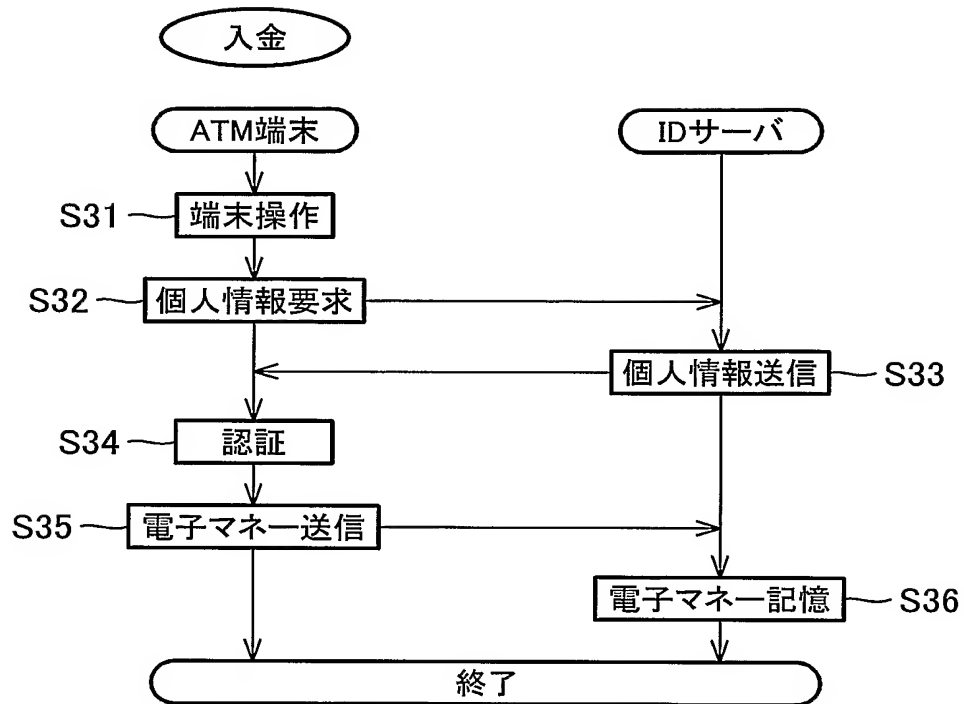 入金
ATM端末
IDサーバ
S31
端末操作
S32
個人情報要求
個人情報送信
S33
S34
認証
S35
電子マネー送信
電子マネー記憶
S36
終了